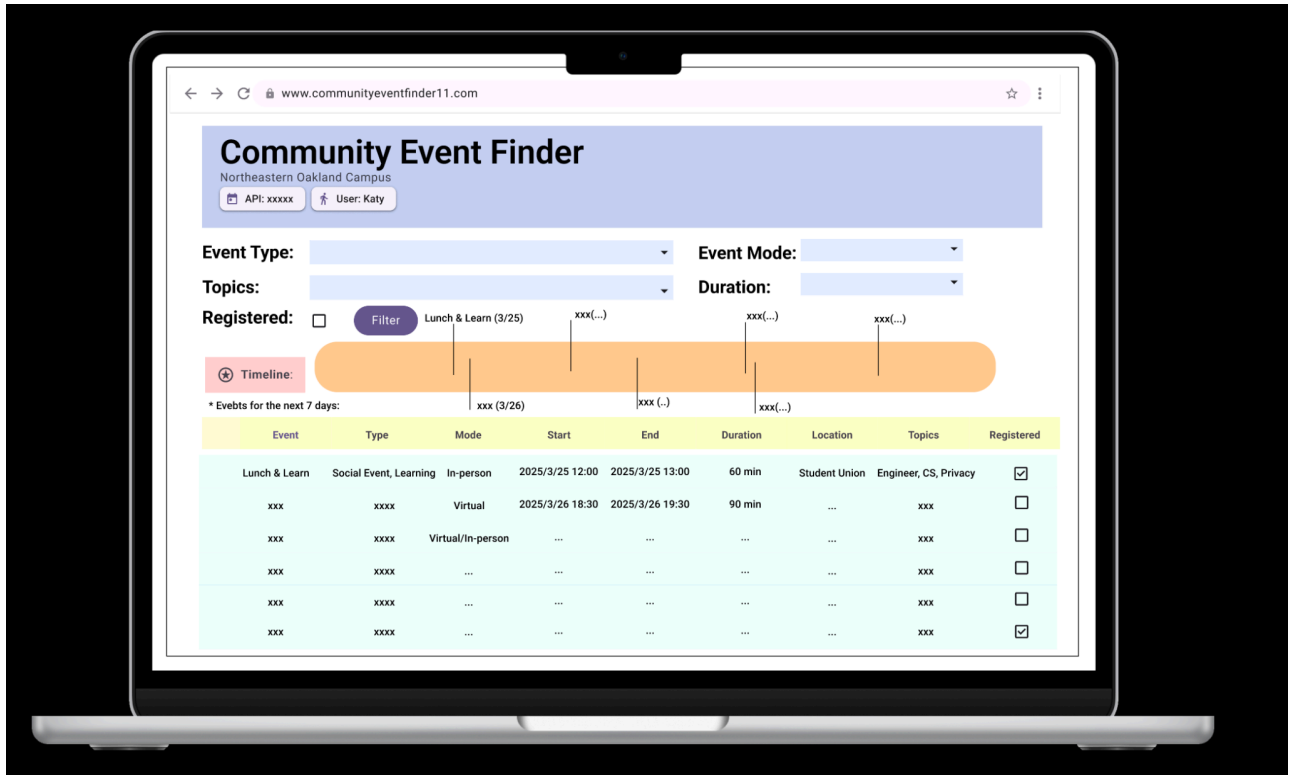 www.communityeventfinder11.com
Community Event Finder
Northeastern Oakland Campus
API: xxxxx User: Katy
Event Type: Event Mode:
Topics: Duration:
Registered: Filter Lunch & Learn (3/25) xxx(...) xxx(...) xxx(...)
Timeline:
* Evebts for the next 7 days: xxx (3/26) xxx (..) xxx(...)
Event Type Mode Start End Duration Location Topics Registered
Lunch & Learn Social Event, Learning In-person 2025/3/25 12:00 2025/3/25 13:00 60 min Student Union Engineer, CS, Privacy
xxx xxxx Virtual 2025/3/26 18:30 2025/3/26 19:30 90 min ... xxx
xxx xxxx Virtual/In-person ... ... ... ... xxx
xxx xxxx ... ... ... ... ... xxx
xxx xxxx ... ... ... ... ... xxx
xxx xxxx ... ... ... ... ... xxx